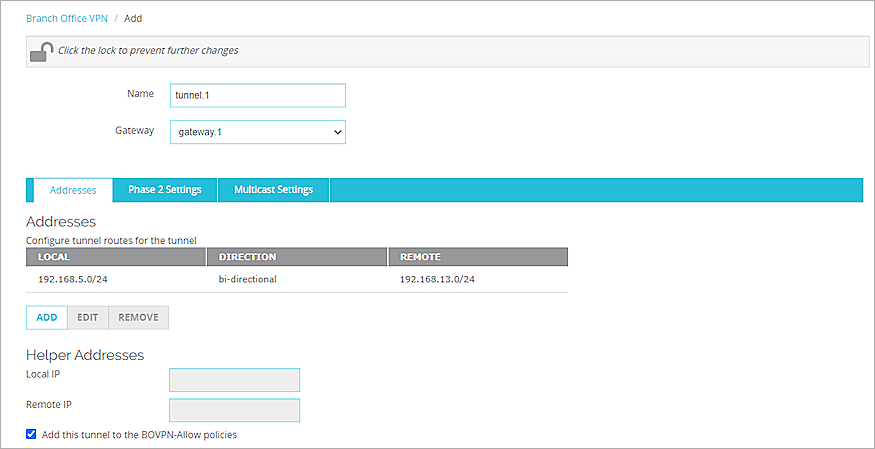 Branch Office VPN / Add
Click the lock to prevent further changes
Name tunnel.1
Gateway gateway.1
Addresses Phase 2 Settings Multicast Settings
Addresses
Configure tunnel routes for the tunnel
LOCAL DIRECTION REMOTE
192.168.5.0/24 bi-directional 192.168.13.0/24
ADD EDIT REMOVE
Helper Addresses
Local IP
Remote IP
Add this tunnel to the BOVPN-Allow policies